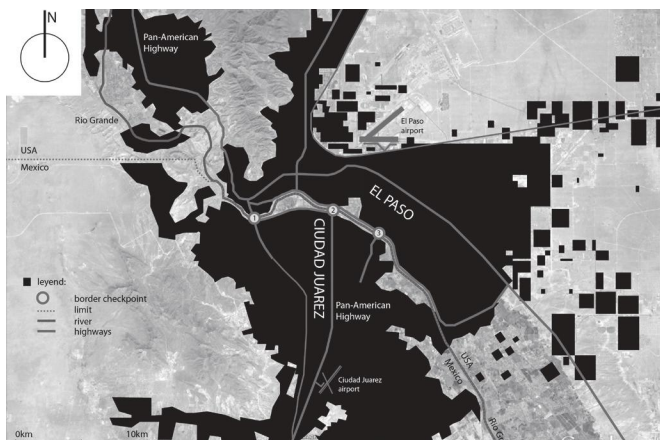 N
Pan-American
Highway
Rio Grande
El Paso
airport
USA
Mexico
EL PASO
1
2
3
CIUDAD JUAREZ
leyend:
border checkpoint
limit
river
highways
Pan-American
Highway
USA
Mexico
Ciudad Juarez
airport
0km
10km